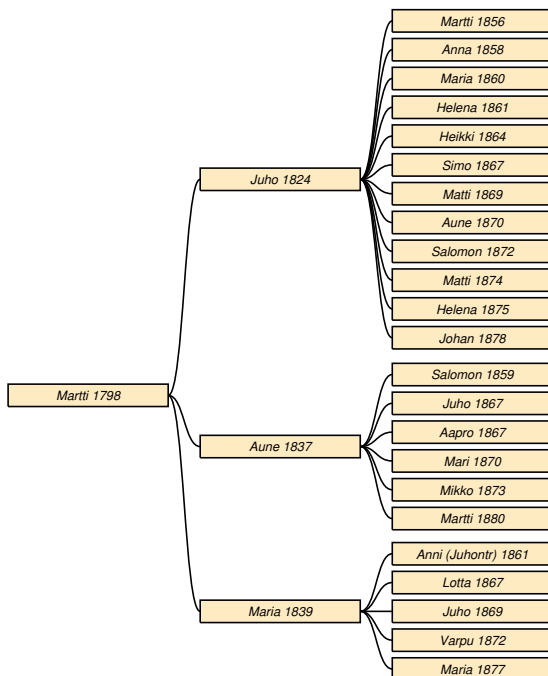 Martti 1856
Anna 1858
Maria 1860
Helena 1861
Heikki 1864
Juho 1824
Simo 1867
Matti 1869
Aune 1870
Salomon 1872
Matti 1874
Helena 1875
Johan 1878
Martti 1798
Salomon 1859
Juho 1867
Aapro 1867
Aune 1837
Mari 1870
Mikko 1873
Martti 1880
Anni (Juhontr) 1861
Lotta 1867
Maria 1839
Juho 1869
Varpu 1872
Maria 1877